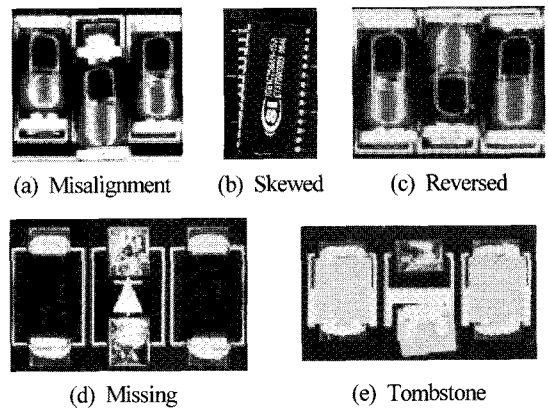 (a) Misalignment
(b) Skewed
(c) Reversed
(d) Missing
(e) Tombstone